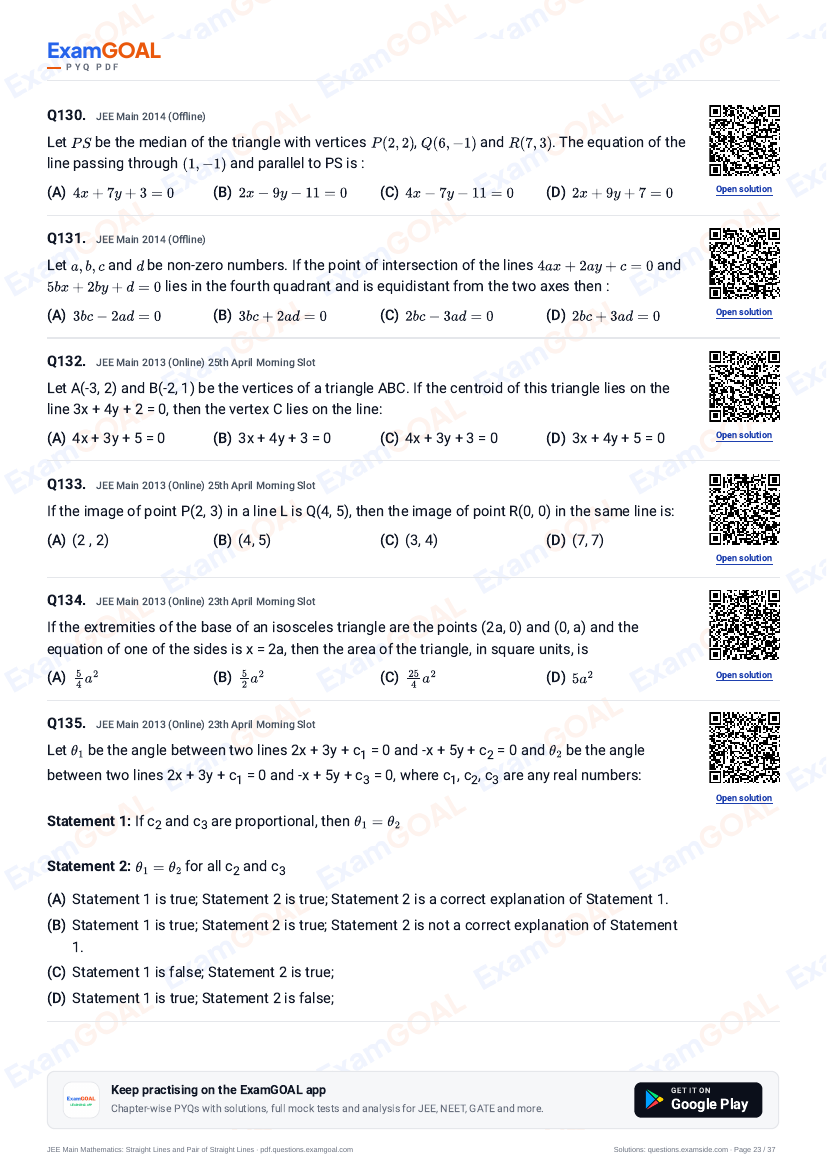 ExamGOAL
PYQ PDF
Q130. JEE Main 2014 (Offline)
Let PS be the median of the triangle with vertices P(2, 2), Q(6, −1) and R(7, 3). The equation of the
line passing through (1, −1) and parallel to PS is :
(A) 4x + 7y + 3 = 0 (B) 2x − 9y − 11 = 0 (C) 4x − 7y − 11 = 0 (D) 2x + 9y + 7 = 0
Open solution
Q131. JEE Main 2014 (Offline)
Let a, b, c and d be non-zero numbers. If the point of intersection of the lines 4ax + 2ay + c = 0 and
5bx + 2by + d = 0 lies in the fourth quadrant and is equidistant from the two axes then :
(A) 3bc − 2ad = 0 (B) 3bc + 2ad = 0 (C) 2bc − 3ad = 0 (D) 2bc + 3ad = 0
Open solution
Q132. JEE Main 2013 (Online) 25th April Morning Slot
Let A(-3, 2) and B(-2, 1) be the vertices of a triangle ABC. If the centroid of this triangle lies on the
line 3x + 4y + 2 = 0, then the vertex C lies on the line:
(A) 4x + 3y + 5 = 0 (B) 3x + 4y + 3 = 0 (C) 4x + 3y + 3 = 0 (D) 3x + 4y + 5 = 0
Open solution
Q133. JEE Main 2013 (Online) 25th April Morning Slot
If the image of point P(2, 3) in a line L is Q(4, 5), then the image of point R(0, 0) in the same line is:
(A) (2 , 2) (B) (4, 5) (C) (3, 4) (D) (7, 7)
Open solution
Q134. JEE Main 2013 (Online) 23th April Morning Slot
If the extremities of the base of an isosceles triangle are the points (2a, 0) and (0, a) and the
equation of one of the sides is x = 2a, then the area of the triangle, in square units, is
(A) 5/4 a² (B) 5/2 a² (C) 25/4 a² (D) 5a²
Open solution
Q135. JEE Main 2013 (Online) 23th April Morning Slot
Let θ₁ be the angle between two lines 2x + 3y + c₁ = 0 and -x + 5y + c₂ = 0 and θ₂ be the angle
between two lines 2x + 3y + c₁ = 0 and -x + 5y + c₃ = 0, where c₁, c₂, c₃ are any real numbers:
Open solution
Statement 1: If c₂ and c₃ are proportional, then θ₁ = θ₂
Statement 2: θ₁ = θ₂ for all c₂ and c₃
(A) Statement 1 is true; Statement 2 is true; Statement 2 is a correct explanation of Statement 1.
(B) Statement 1 is true; Statement 2 is true; Statement 2 is not a correct explanation of Statement
1.
(C) Statement 1 is false; Statement 2 is true;
(D) Statement 1 is true; Statement 2 is false;
ExamGOAL
Keep practising on the ExamGOAL app
Chapter-wise PYQs with solutions, full mock tests and analysis for JEE, NEET, GATE and more.
GET IT ON
Google Play
JEE Main Mathematics: Straight Lines and Pair of Straight Lines · pdf.questions.examgoal.com
Solutions: questions.examside.com · Page 23 / 37